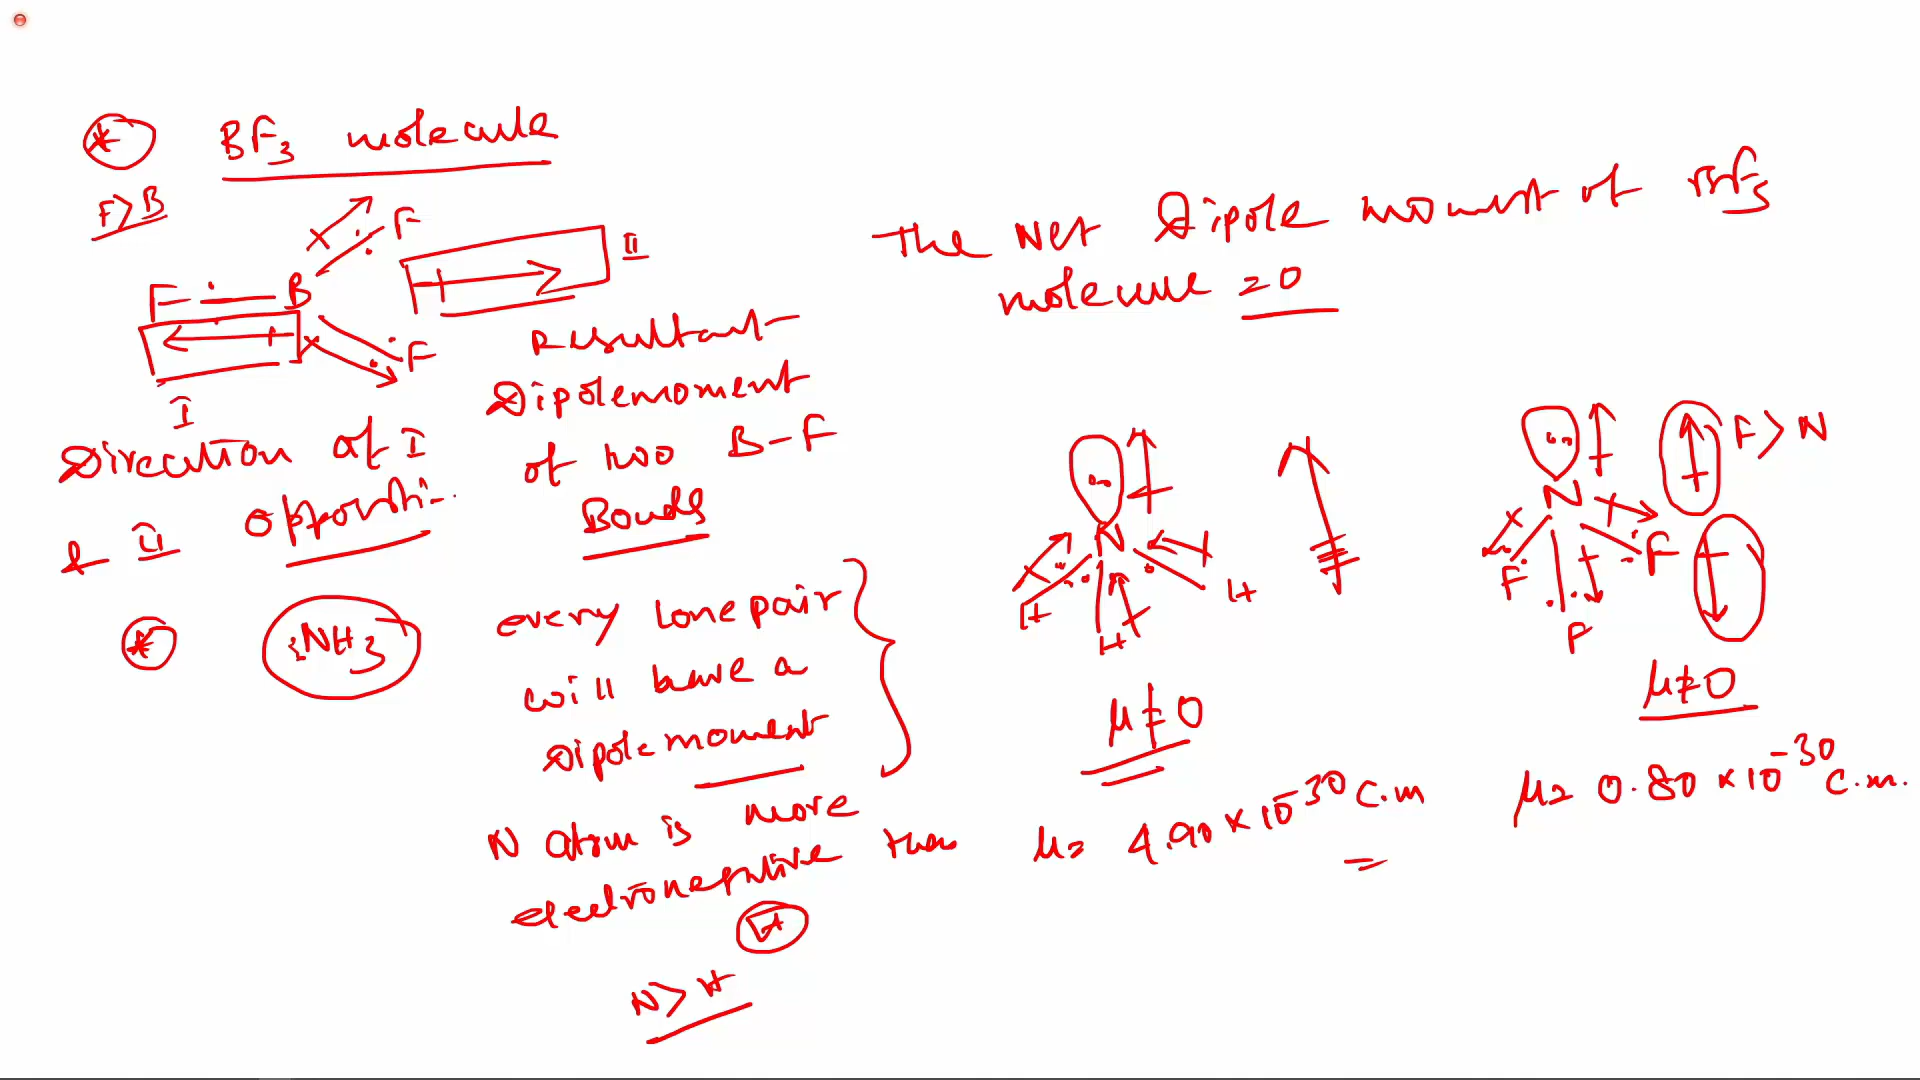 BF3 molecule
F>B
F
F B
F
II
I
Direction of I
& II opposite
Resultant
Dipolemoment
of two B-F
Bonds
The Net Dipole moment of BF3
molecule = 0
:NH3
every lonepair
will have a
Dipole moment
N atom is more
electronegative than
H
N>H
N
H H
H
μ≠0
μ= 4.90 × 10-30 C.m
F>N
N
F F
F
μ≠0
μ= 0.80 × 10-30 C.m.